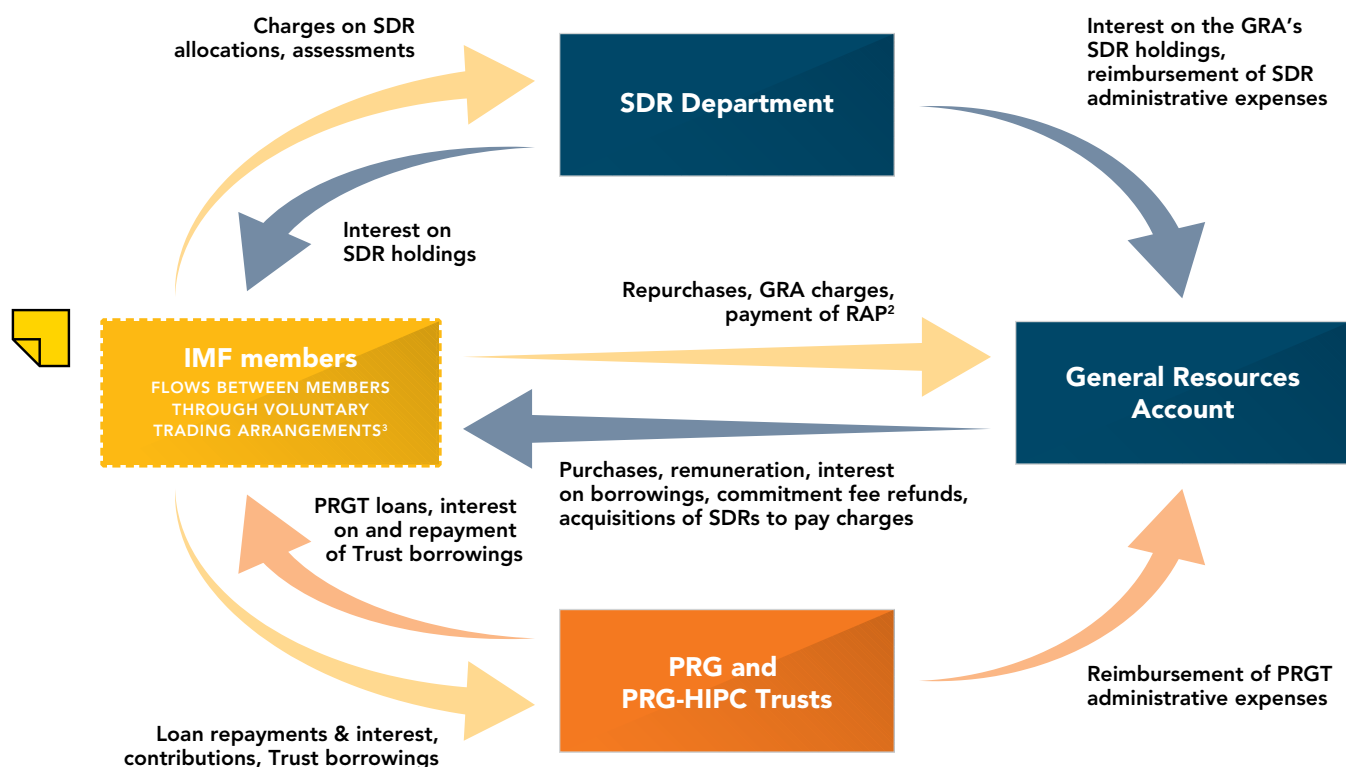 Charges on SDR
allocations, assessments
SDR Department
Interest on the GRA’s
SDR holdings,
reimbursement of SDR
administrative expenses
Interest on
SDR holdings
Repurchases, GRA charges,
payment of RAP²
IMF members
FLOWS BETWEEN MEMBERS
THROUGH VOLUNTARY
TRADING ARRANGEMENTS³
General Resources
Account
Purchases, remuneration, interest
on borrowings, commitment fee refunds,
acquisitions of SDRs to pay charges
PRGT loans, interest
on and repayment
of Trust borrowings
PRG and
PRG-HIPC Trusts
Reimbursement of PRGT
administrative expenses
Loan repayments & interest,
contributions, Trust borrowings